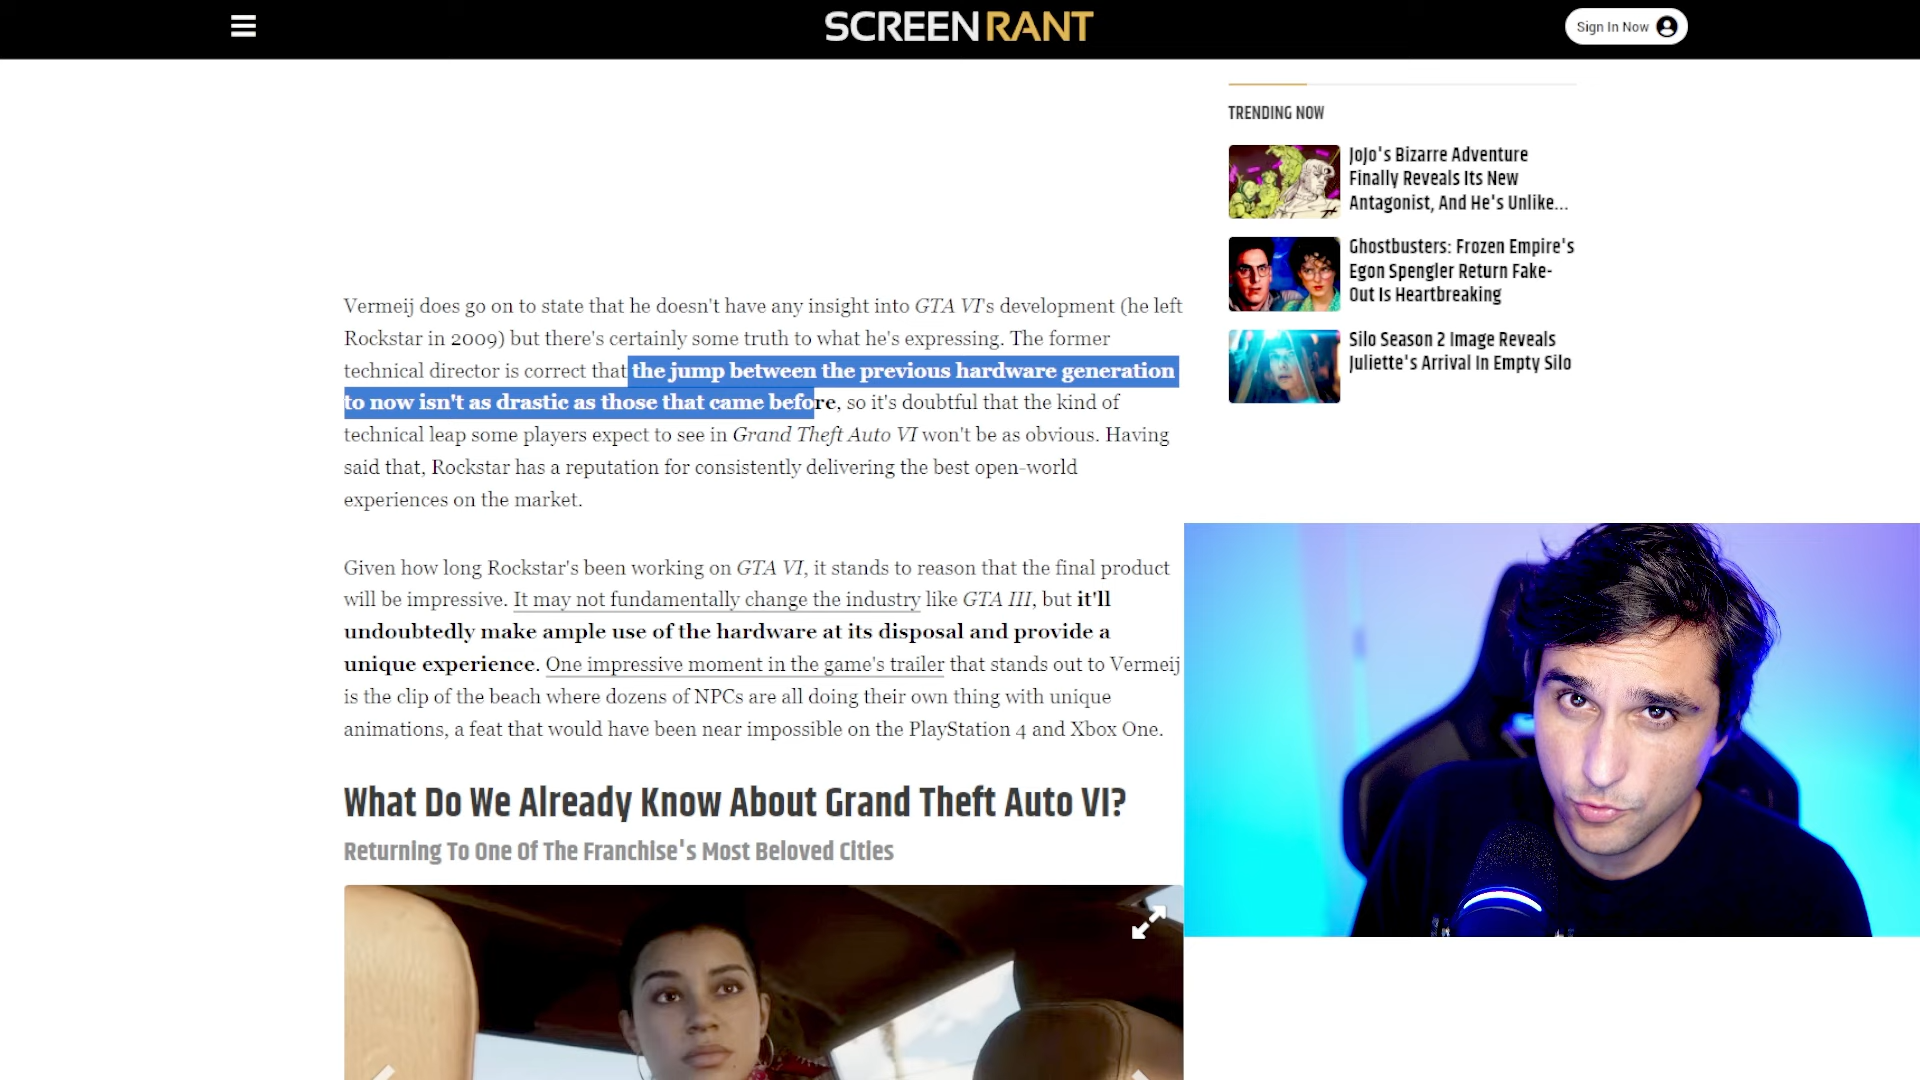 SCREENRANT
Sign In Now
TRENDING NOW
JoJo's Bizarre Adventure
Finally Reveals Its New
Antagonist, And He's Unlike...
Ghostbusters: Frozen Empire's
Egon Spengler Return Fake-
Out Is Heartbreaking
Silo Season 2 Image Reveals
Juliette's Arrival In Empty Silo
Vermeij does go on to state that he doesn't have any insight into GTA VI's development (he left
Rockstar in 2009) but there's certainly some truth to what he's expressing. The former
technical director is correct that the jump between the previous hardware generation
to now isn't as drastic as those that came before, so it's doubtful that the kind of
technical leap some players expect to see in Grand Theft Auto VI won't be as obvious. Having
said that, Rockstar has a reputation for consistently delivering the best open-world
experiences on the market.
Given how long Rockstar's been working on GTA VI, it stands to reason that the final product
will be impressive. It may not fundamentally change the industry like GTA III, but it'll
undoubtedly make ample use of the hardware at its disposal and provide a
unique experience. One impressive moment in the game's trailer that stands out to Vermeij
is the clip of the beach where dozens of NPCs are all doing their own thing with unique
animations, a feat that would have been near impossible on the PlayStation 4 and Xbox One.
What Do We Already Know About Grand Theft Auto VI?
Returning To One Of The Franchise's Most Beloved Cities